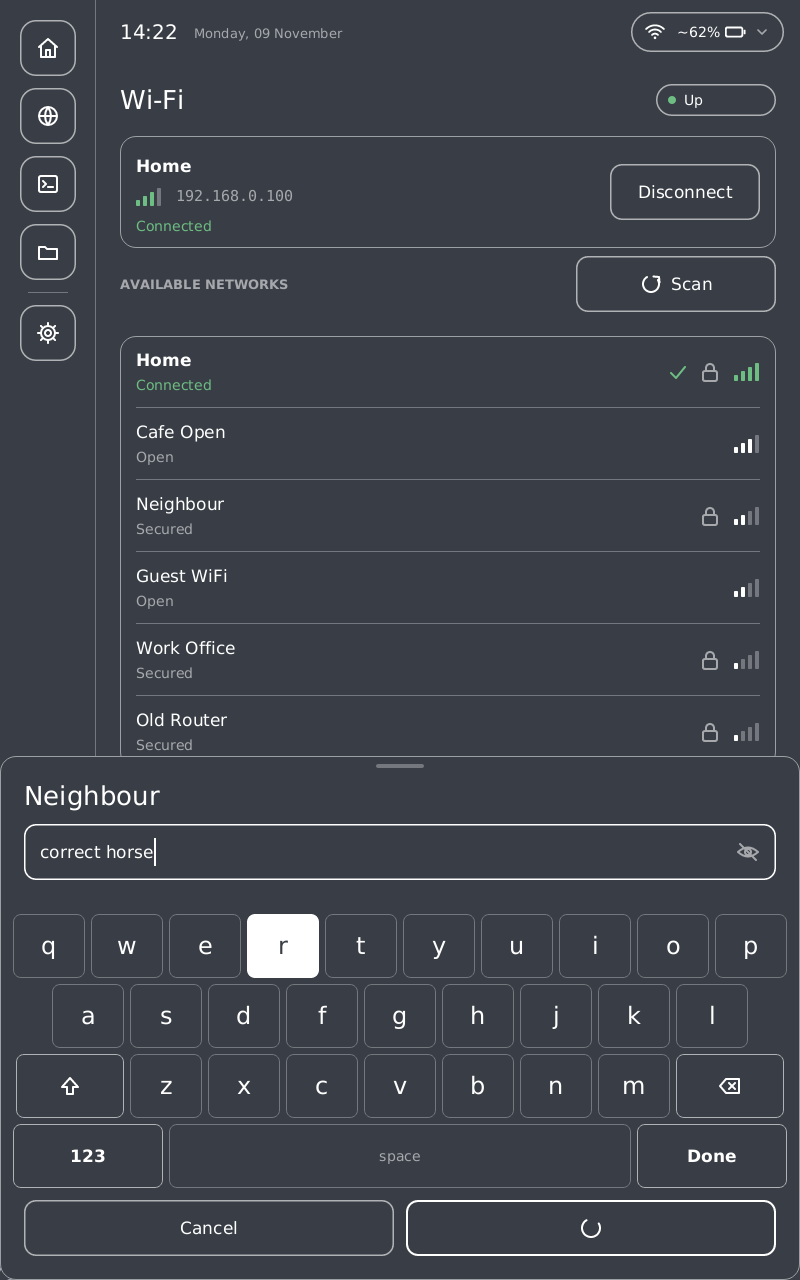 14:22 Monday, 09 November ~62%
Wi-Fi Up
Home
192.168.0.100
Connected
Disconnect
AVAILABLE NETWORKS Scan
Home
Connected
Cafe Open
Open
Neighbour
Secured
Guest WiFi
Open
Work Office
Secured
Old Router
Secured
Neighbour
correct horse
q w e r t y u i o p
a s d f g h j k l
z x c v b n m
123 space Done
Cancel